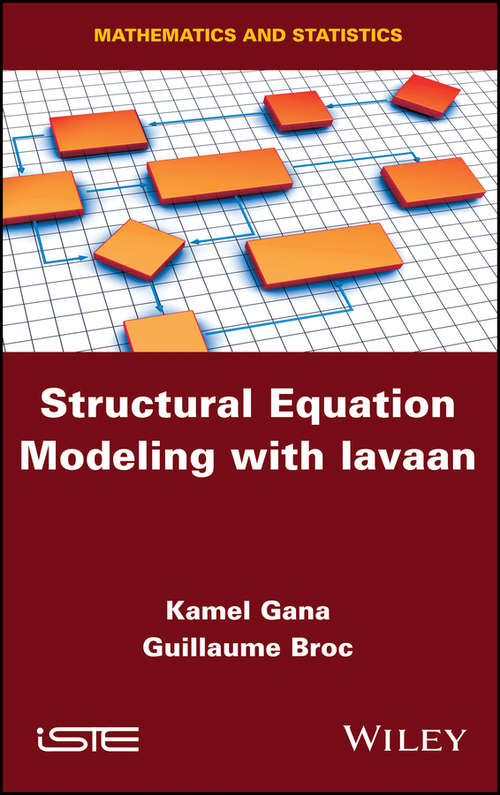 MATHEMATICS AND STATISTICS
Structural Equation
Modeling with lavaan
Kamel Gana
Guillaume Broc
iSTE
WILEY